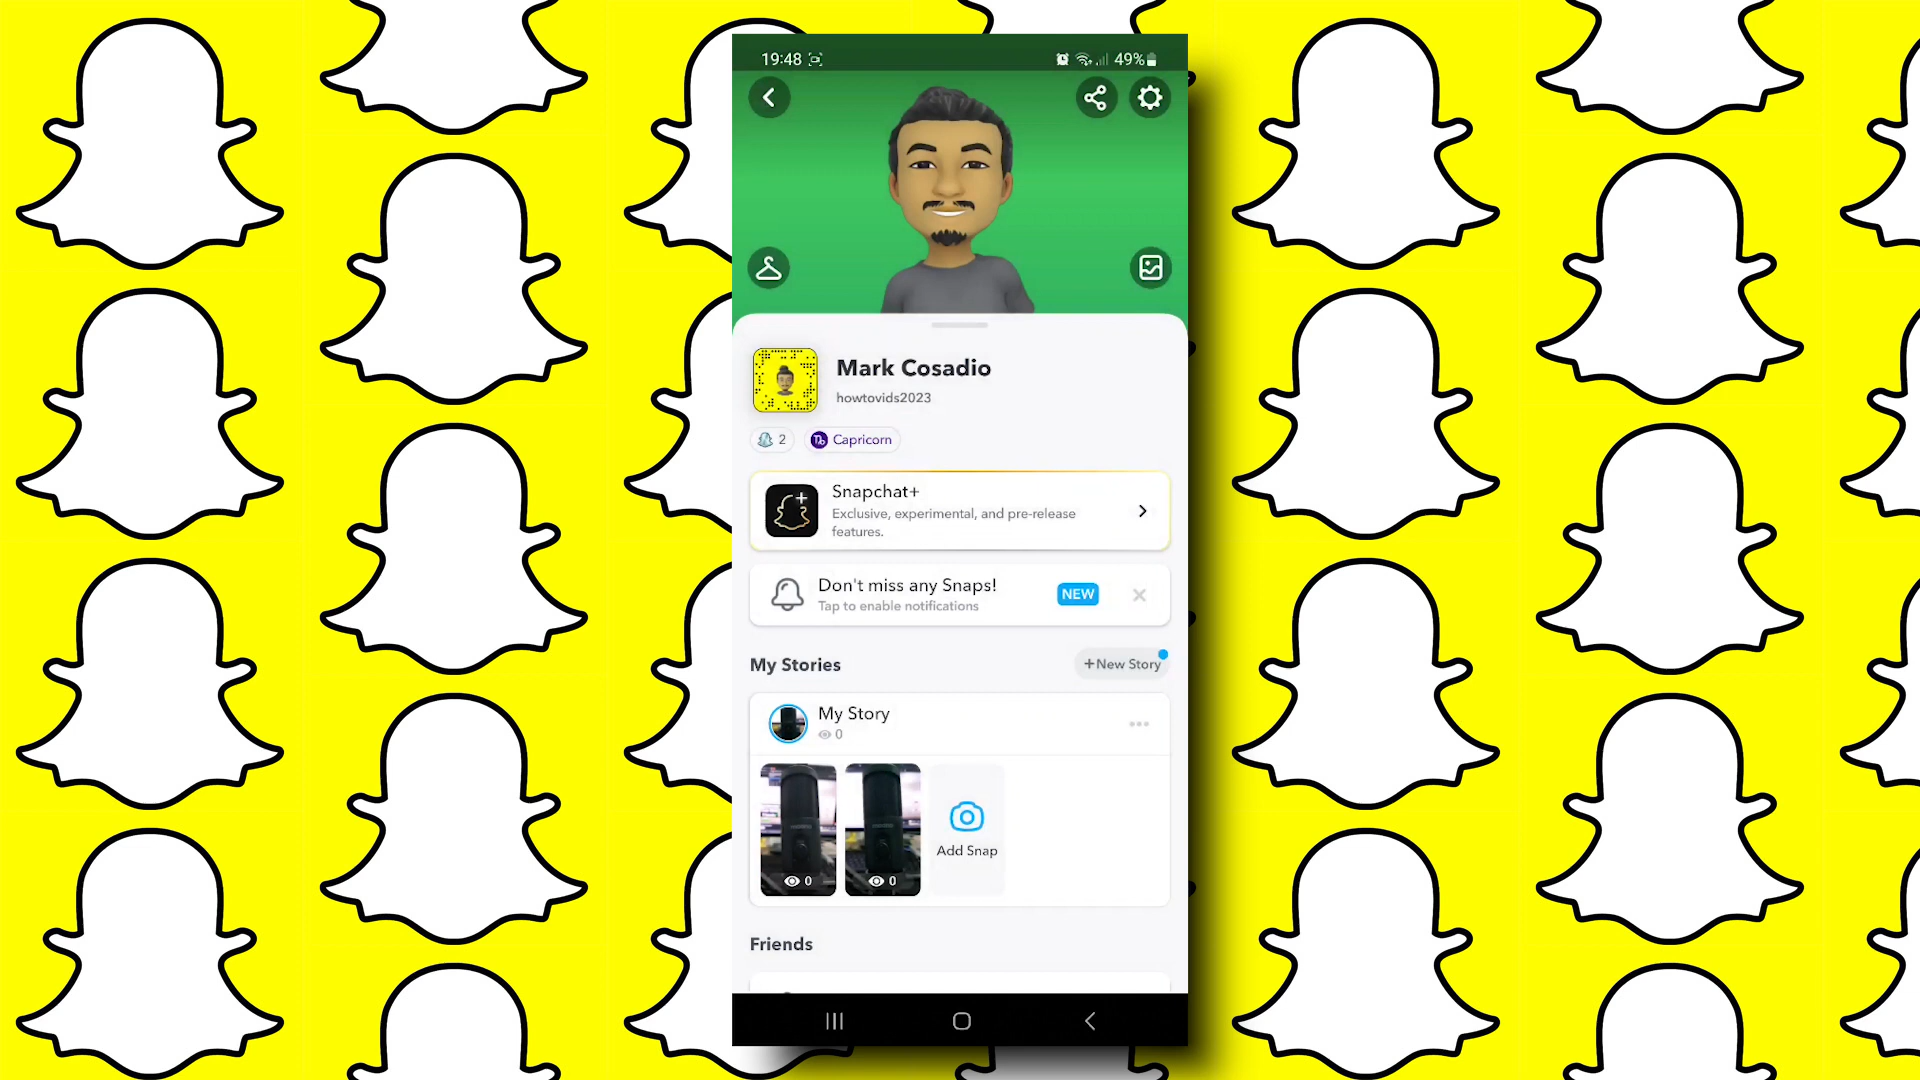 19:48
49%
Mark Cosadio
howtovids2023
2
Capricorn
Snapchat+
Exclusive, experimental, and pre-release
features.
Don't miss any Snaps!
Tap to enable notifications
NEW
My Stories
+New Story
My Story
0
0
0
Add Snap
Friends